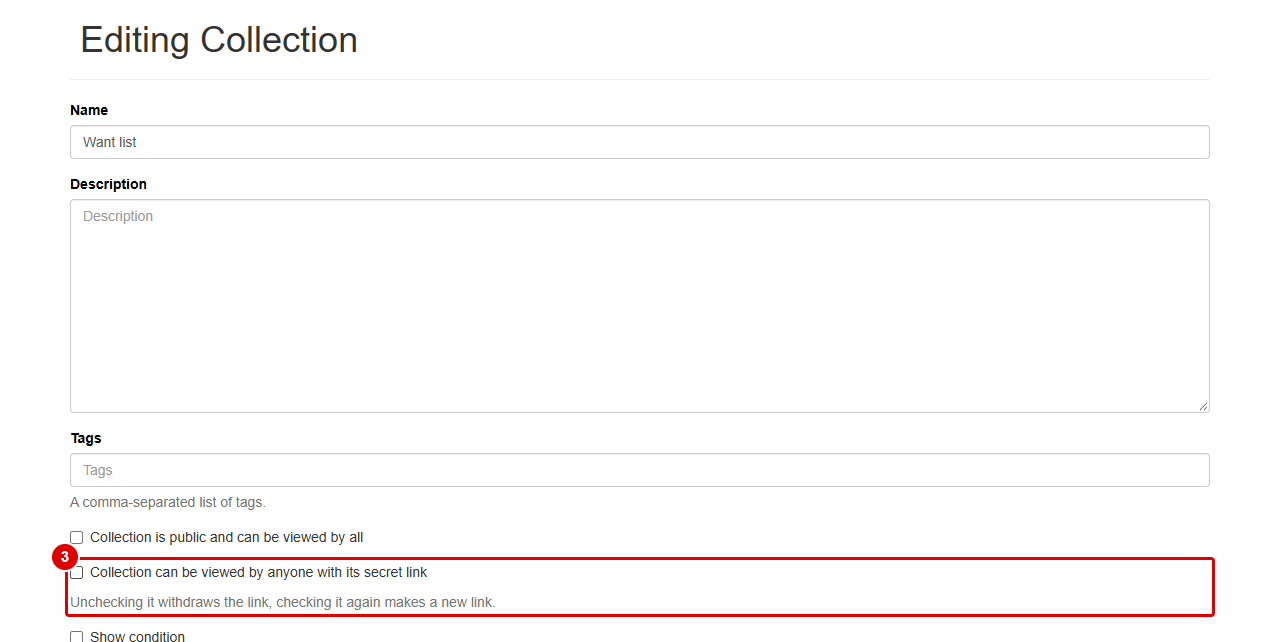 Editing Collection
Name
Want list
Description
Description
Tags
Tags
A comma-separated list of tags.
Collection is public and can be viewed by all
3
Collection can be viewed by anyone with its secret link
Unchecking it withdraws the link, checking it again makes a new link.
Show condition